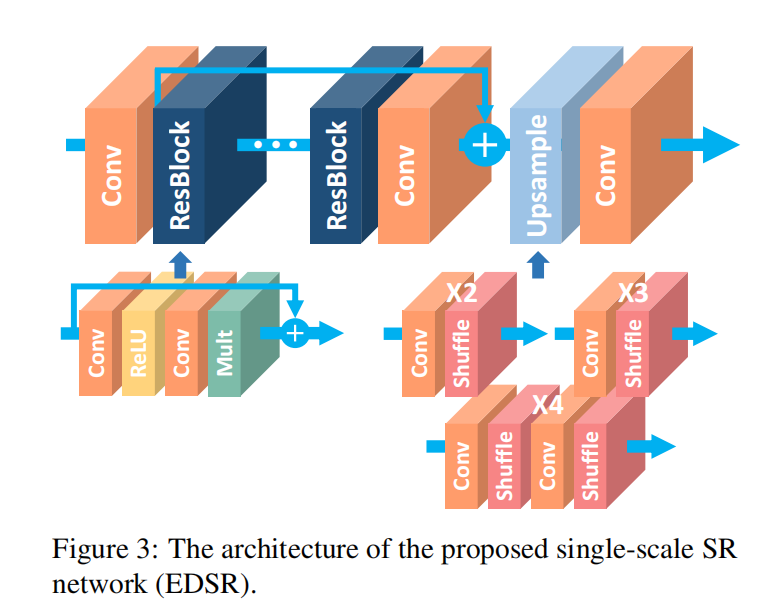 Conv
ResBlock
ResBlock
Conv
+
Upsample
Conv
Conv
ReLU
Conv
Mult
+
X2
Conv
Shuffle
X3
Conv
Shuffle
X4
Conv
Shuffle
Conv
Shuffle
Figure 3: The architecture of the proposed single-scale SR
network (EDSR).